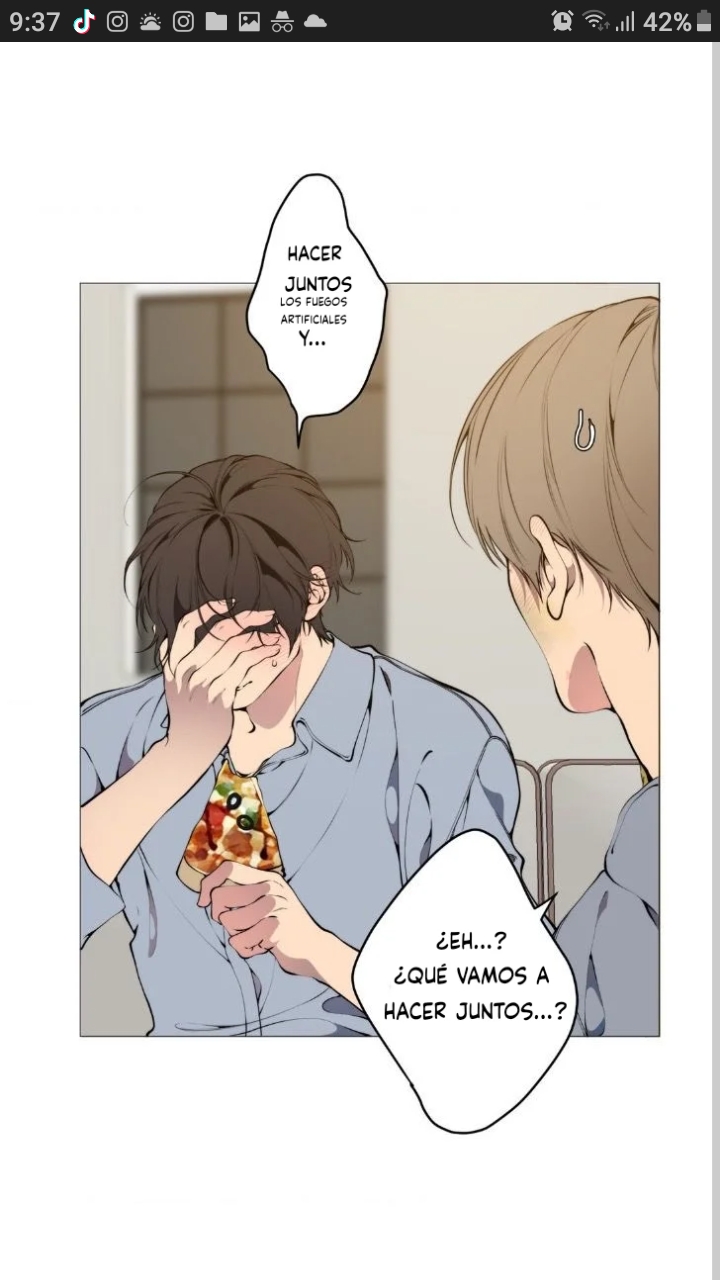 9:37
42%
HACER
JUNTOS
LOS FUEGOS
ARTIFICIALES
Y...
¿EH...?
¿QUÉ VAMOS A
HACER JUNTOS...?